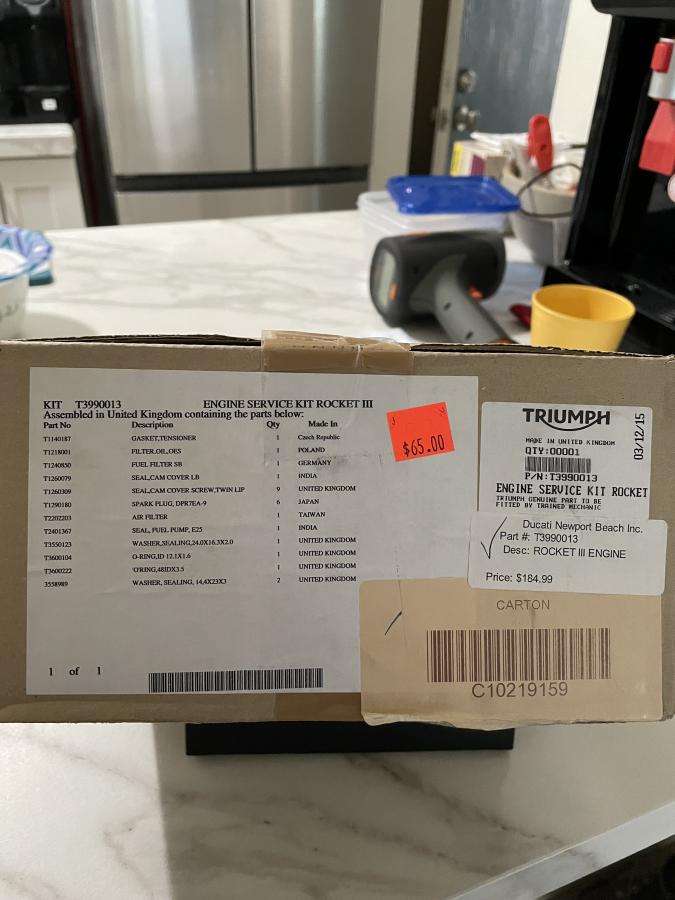 KIT T3990013 ENGINE SERVICE KIT ROCKET III
Assembled in United Kingdom containing the parts below:
Part No Description Qty Made In
T1140187 GASKET,TENSIONER 1 Czech Republic
T1218001 FILTER,OIL,OES 1 POLAND
T1240850 FUEL FILTER SB 1 GERMANY
T1260079 SEAL,CAM COVER LB 1 INDIA
T1260309 SEAL,CAM COVER SCREW,TWIN LIP 9 UNITED KINGDOM
T1290180 SPARK PLUG, DPR7EA-9 6 JAPAN
T2202203 AIR FILTER 1 TAIWAN
T2401367 SEAL, FUEL PUMP, E25 1 INDIA
T3550123 WASHER,SEALING,24.0X16.3X2.0 1 UNITED KINGDOM
T3600104 O-RING,ID 12.1X1.6 1 UNITED KINGDOM
T3600222 'O'RING,48IDX3.5 1 UNITED KINGDOM
3558989 WASHER, SEALING, 14,4X23X3 2 UNITED KINGDOM
1 of 1
$65.00
TRIUMPH
MADE IN UNITED KINGDOM
QTY:00001
P/N:T3990013
ENGINE SERVICE KIT ROCKET
TRIUMPH GENUINE PART TO BE
FITTED BY TRAINED MECHANIC
03/12/15
Ducati Newport Beach Inc.
Part #: T3990013
Desc: ROCKET III ENGINE
Price: $184.99
CARTON
C10219159